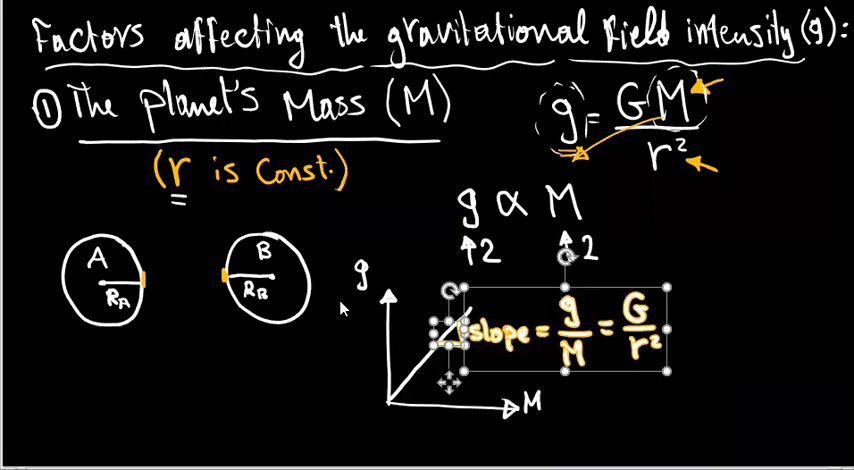 Factors affecting the gravitational Field intensity (g):
① The planet's Mass (M)
g = GM / r²
(r is Const.)
g ∝ M
↑2 ↑2
A
R_A
B
R_B
g
slope = g/M = G/r²
M